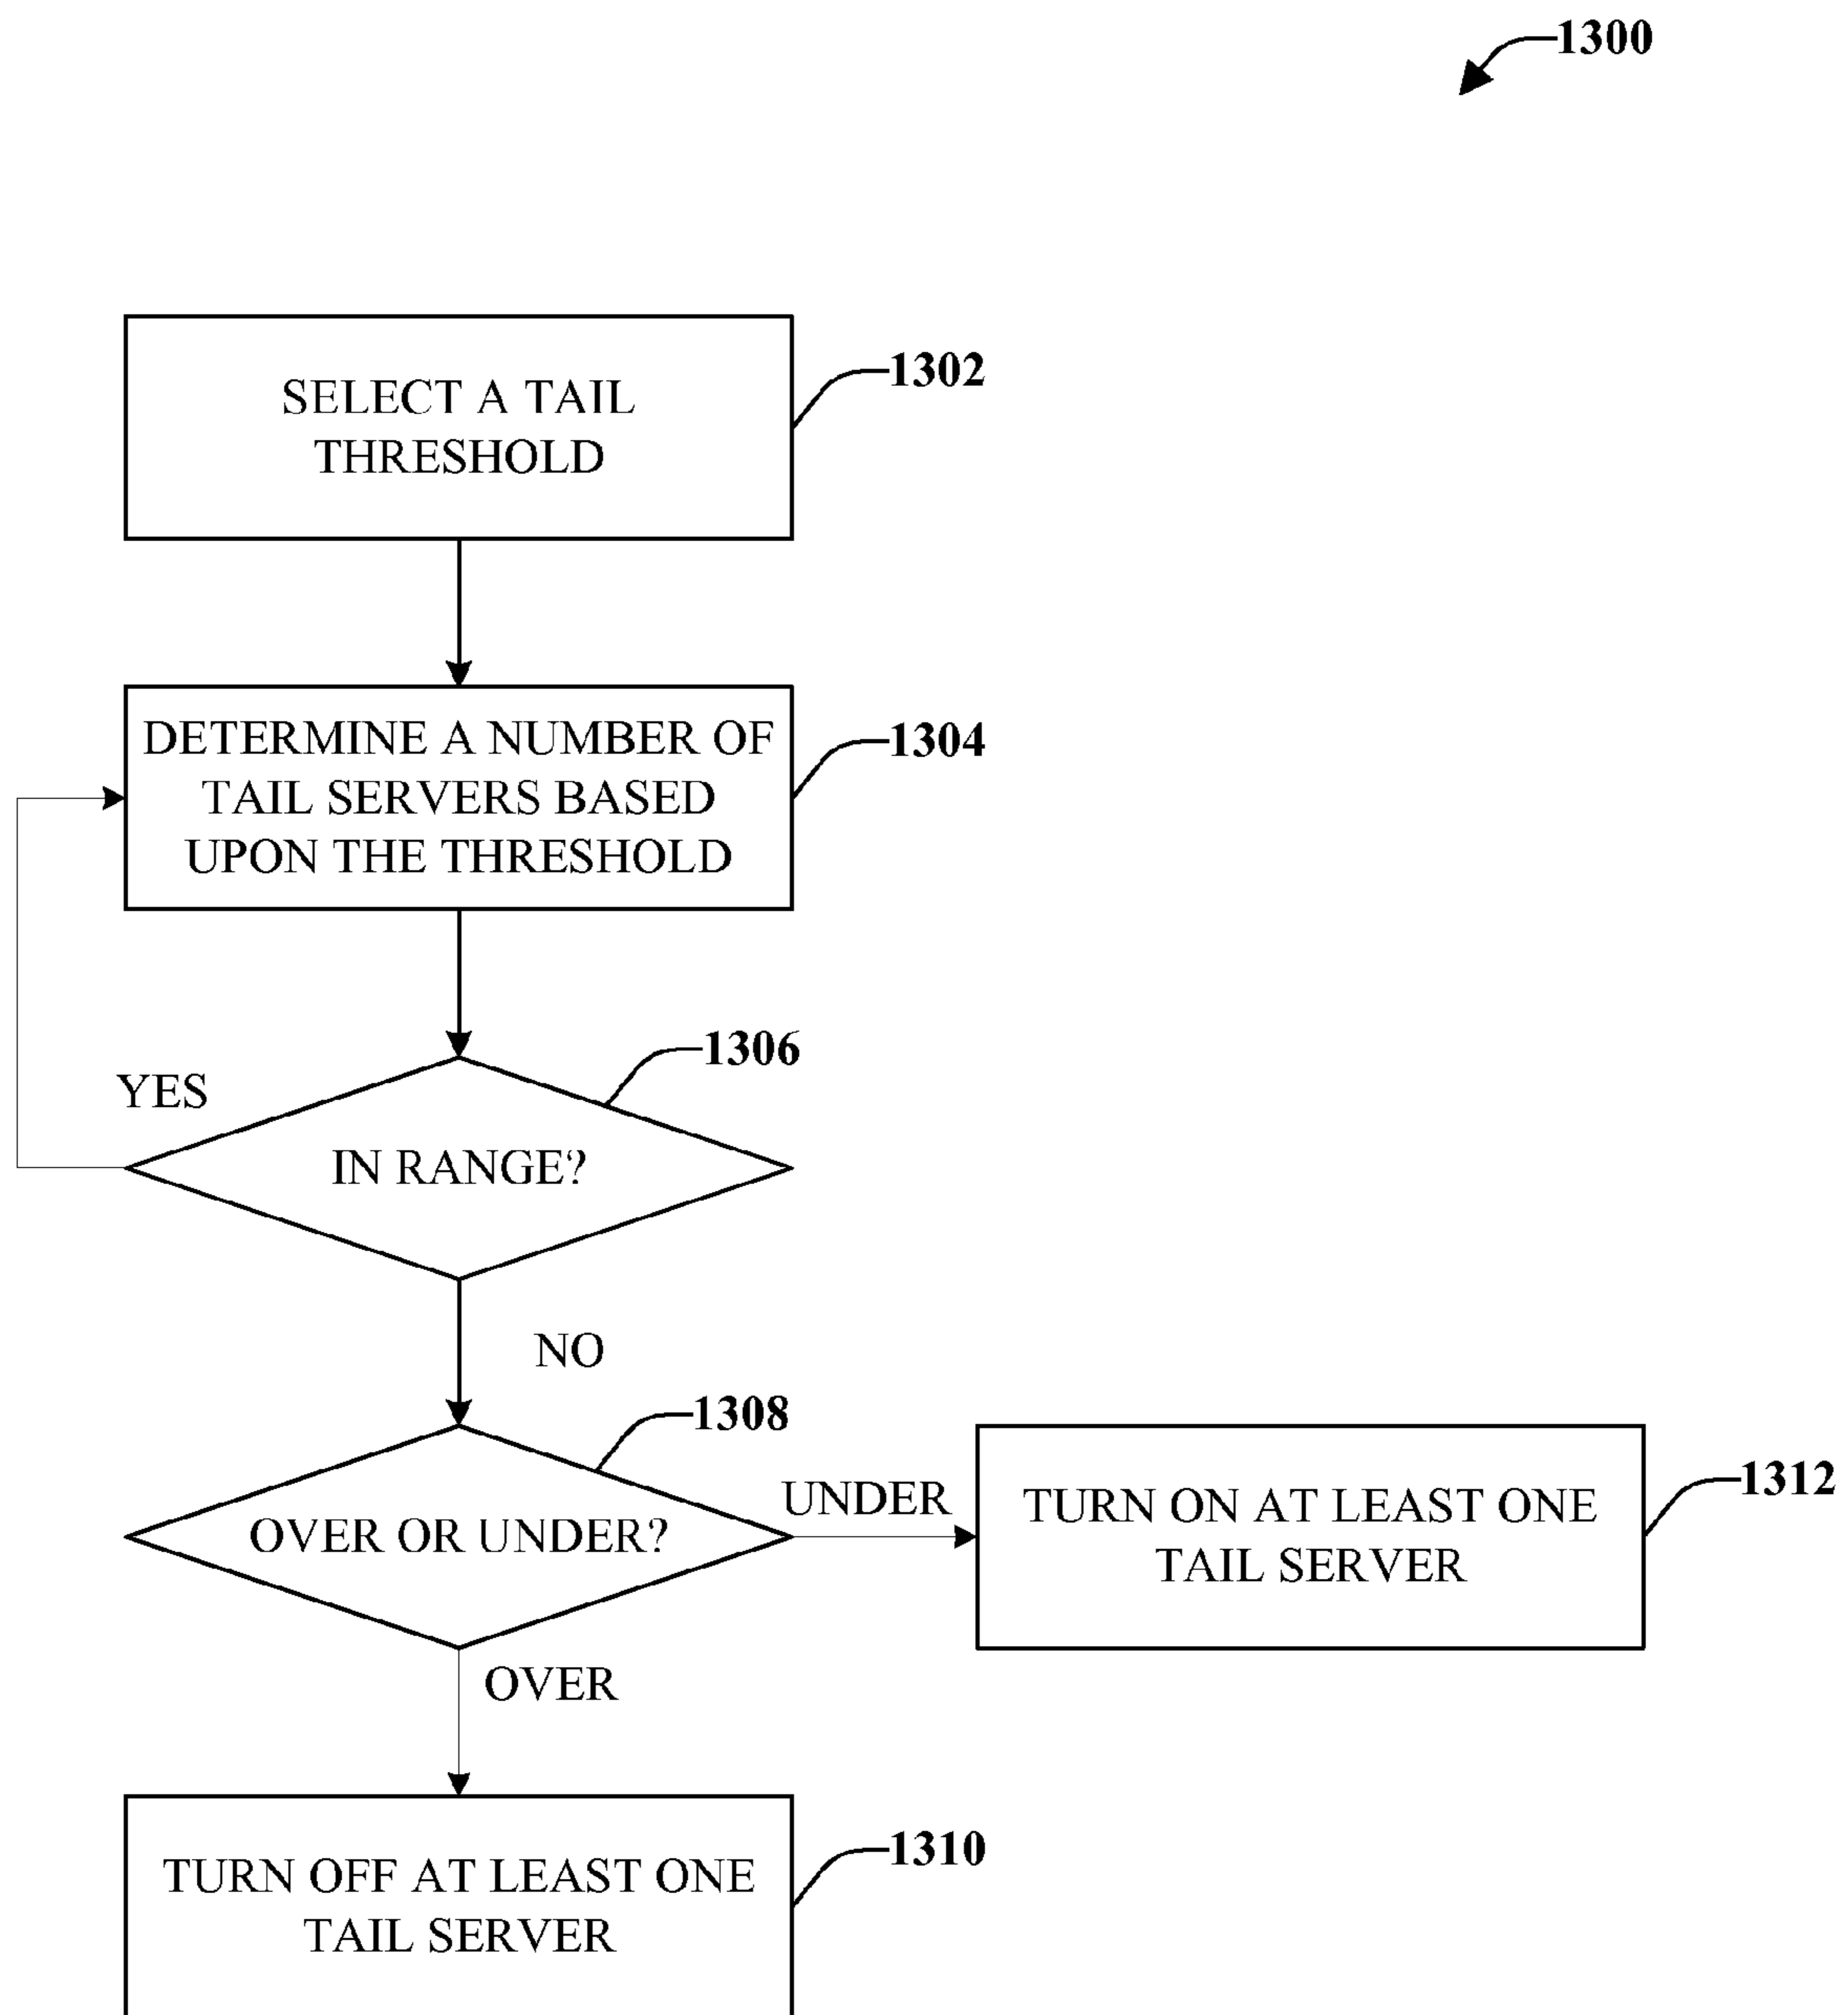 1300
SELECT A TAIL
THRESHOLD
1302
DETERMINE A NUMBER OF
TAIL SERVERS BASED
UPON THE THRESHOLD
1304
1306
YES
IN RANGE?
NO
1308
OVER OR UNDER?
UNDER
TURN ON AT LEAST ONE
TAIL SERVER
1312
OVER
TURN OFF AT LEAST ONE
TAIL SERVER
1310